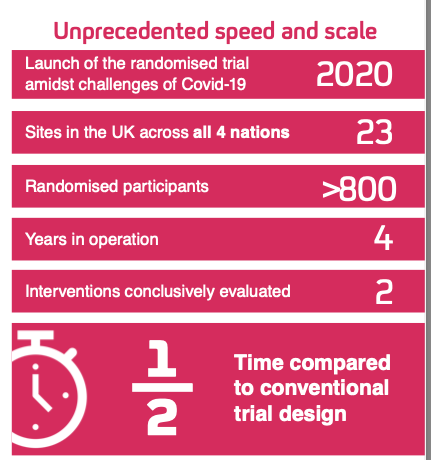 Unprecedented speed and scale
Launch of the randomised trial
amidst challenges of Covid-19
2020
Sites in the UK across all 4 nations
23
Randomised participants
>800
Years in operation
4
Interventions conclusively evaluated
2
1
2
Time compared
to conventional
trial design